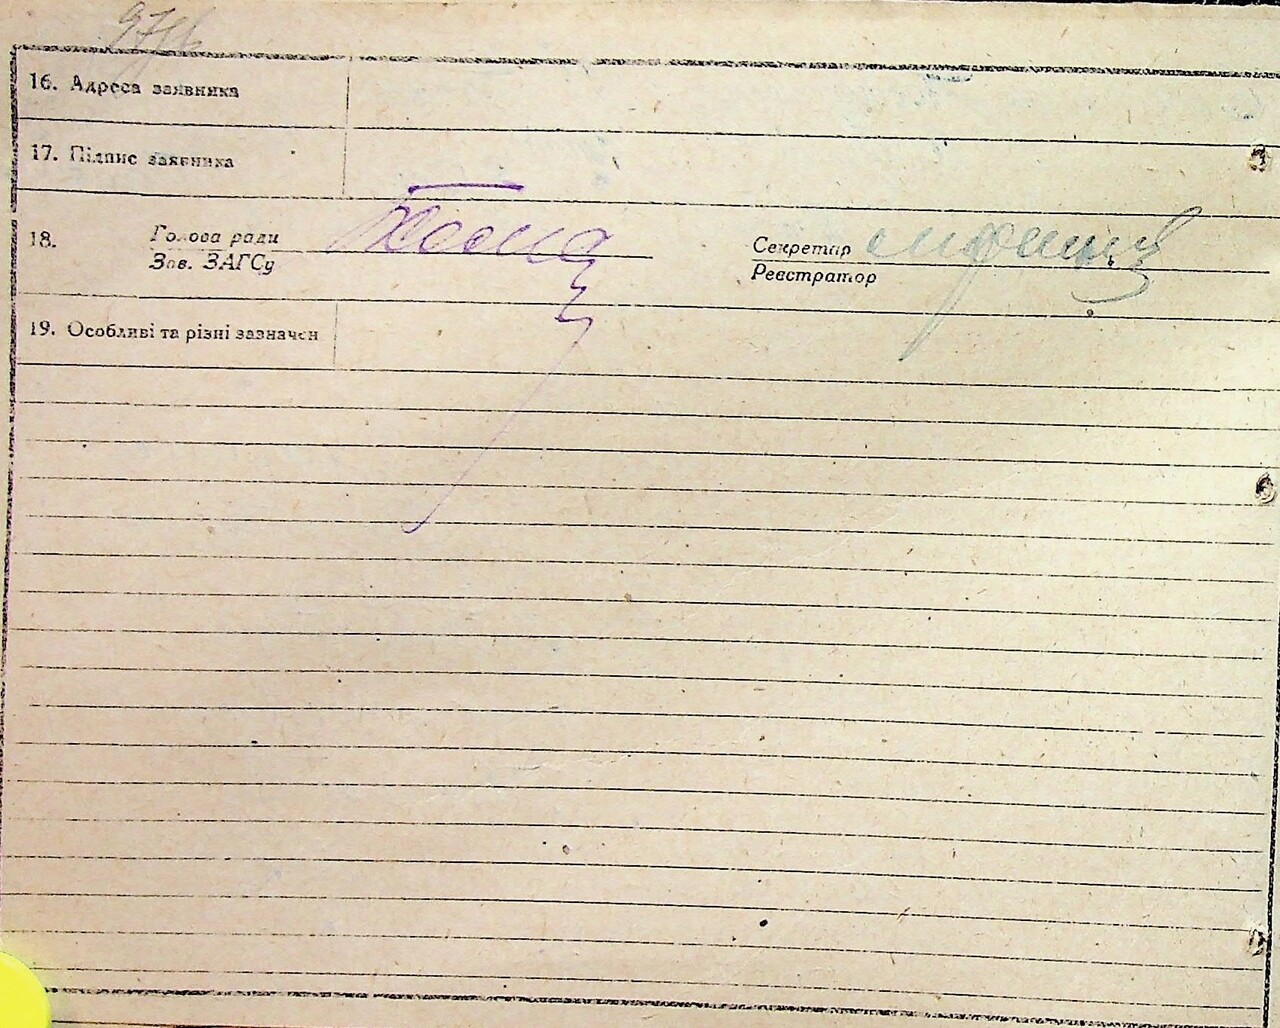 16. Адреса заявника
17. Підпис заявника
18. Голова ради Секретар
Зав. ЗАГСу Реєстратор
19. Особливі та різні зазначен